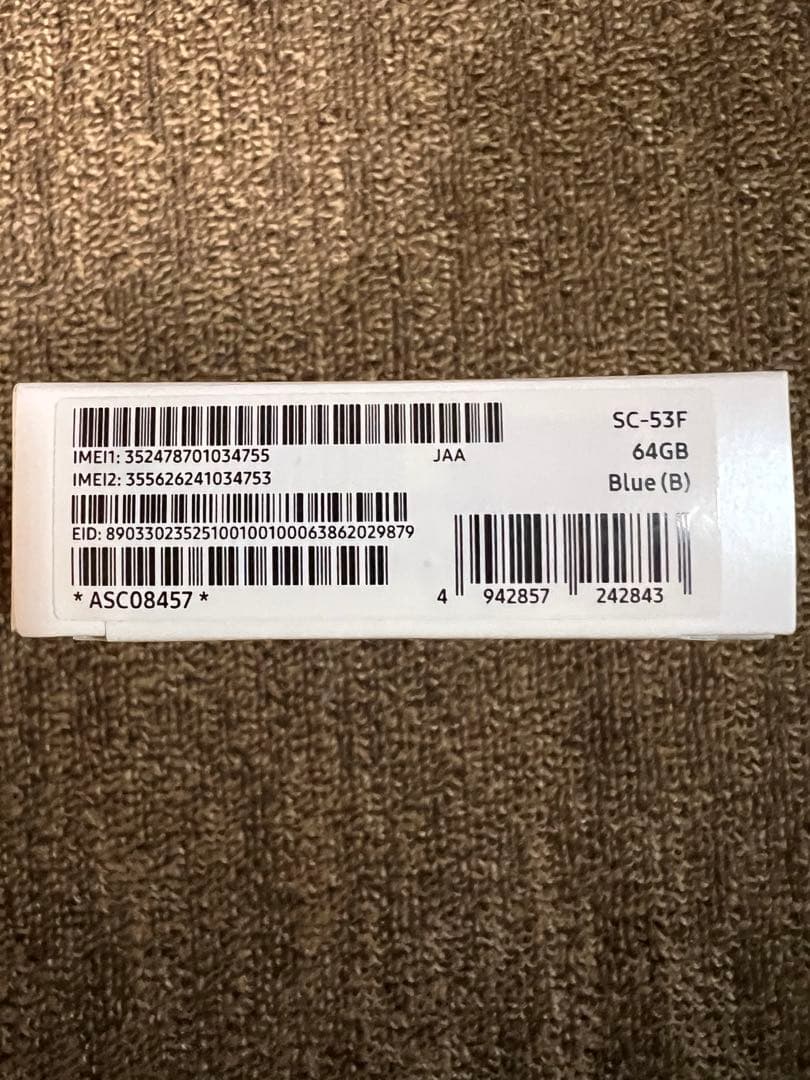 IMEI1: 352478701034755
JAA
IMEI2: 355626241034753
EID: 89033023525100100100063862029879
* ASC08457 *
SC-53F
64GB
Blue (B)
4 942857 242843